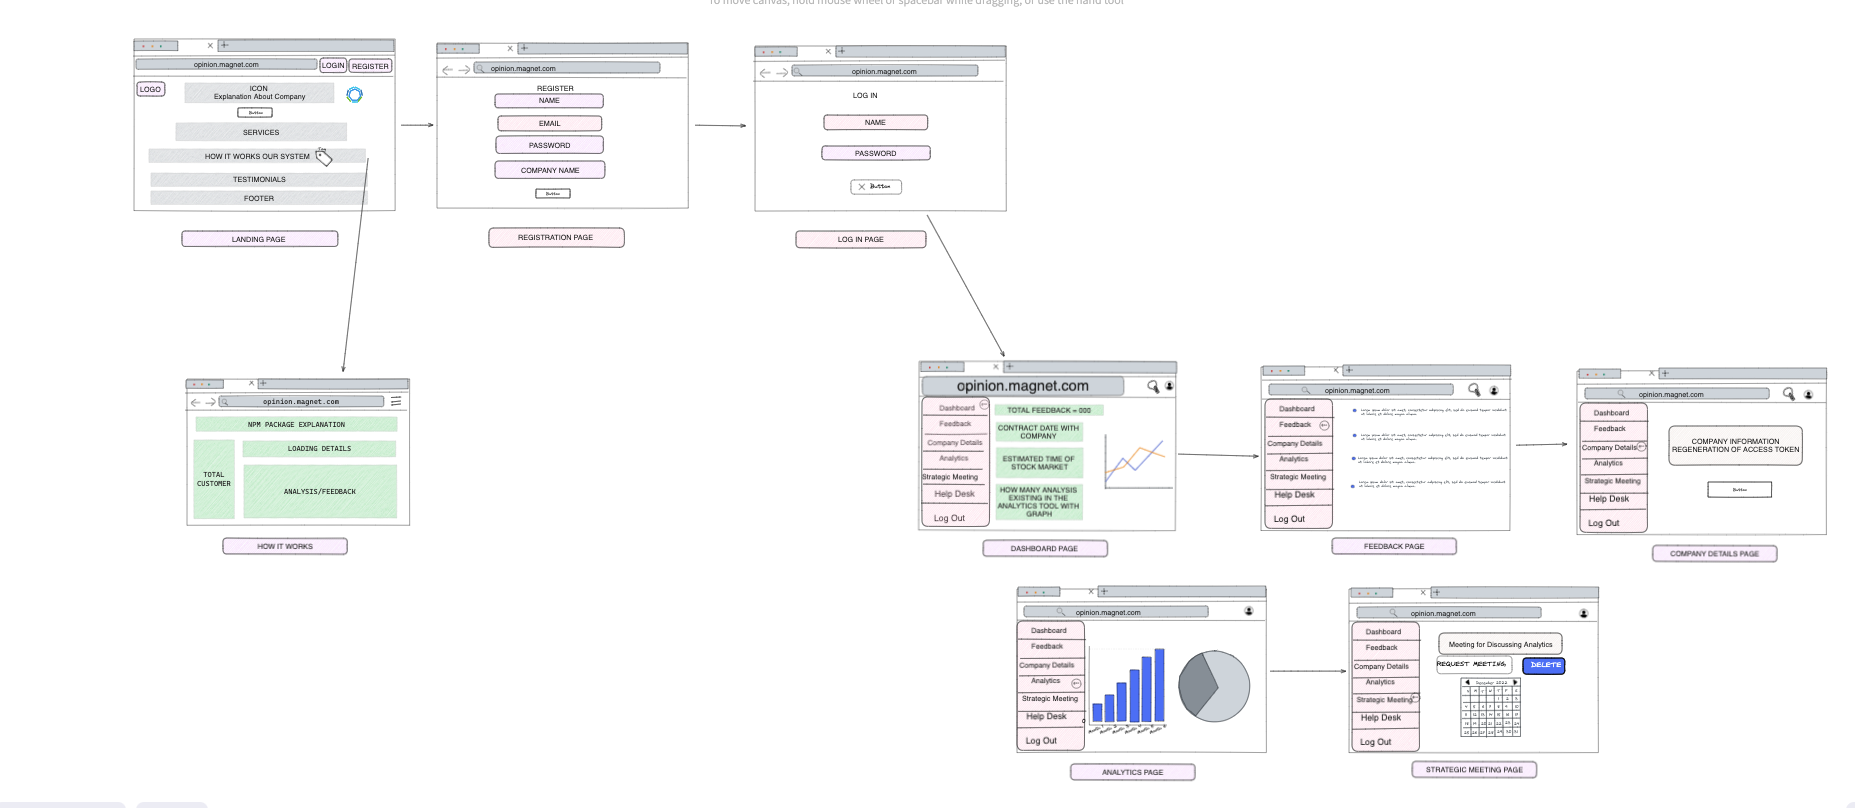 To move canvas, hold mouse wheel or spacebar while dragging, or use the hand tool
opinion.magnet.com
LOGIN
REGISTER
LOGO
ICON
Explanation About Company
Button
SERVICES
HOW IT WORKS OUR SYSTEM
TESTIMONIALS
FOOTER
LANDING PAGE
opinion.magnet.com
REGISTER
NAME
EMAIL
PASSWORD
COMPANY NAME
Button
REGISTRATION PAGE
opinion.magnet.com
LOG IN
NAME
PASSWORD
Button
LOG IN PAGE
opinion.magnet.com
NPM PACKAGE EXPLANATION
TOTAL
CUSTOMER
LOADING DETAILS
ANALYSIS/FEEDBACK
HOW IT WORKS
opinion.magnet.com
Dashboard
Feedback
Company Details
Analytics
Strategic Meeting
Help Desk
Log Out
TOTAL FEEDBACK = 000
CONTRACT DATE WITH
COMPANY
ESTIMATED TIME OF
STOCK MARKET
HOW MANY ANALYSIS
EXISTING IN THE
ANALYTICS TOOL WITH
GRAPH
DASHBOARD PAGE
opinion.magnet.com
Dashboard
Feedback
Company Details
Analytics
Strategic Meeting
Help Desk
Log Out
FEEDBACK PAGE
opinion.magnet.com
Dashboard
Feedback
Company Details
Analytics
Strategic Meeting
Help Desk
Log Out
COMPANY INFORMATION
REGENERATION OF ACCESS TOKEN
Button
COMPANY DETAILS PAGE
opinion.magnet.com
Dashboard
Feedback
Company Details
Analytics
Strategic Meeting
Help Desk
Log Out
ANALYTICS PAGE
opinion.magnet.com
Dashboard
Feedback
Company Details
Analytics
Strategic Meeting
Help Desk
Log Out
Meeting for Discussing Analytics
REQUEST MEETING
DELETE
STRATEGIC MEETING PAGE